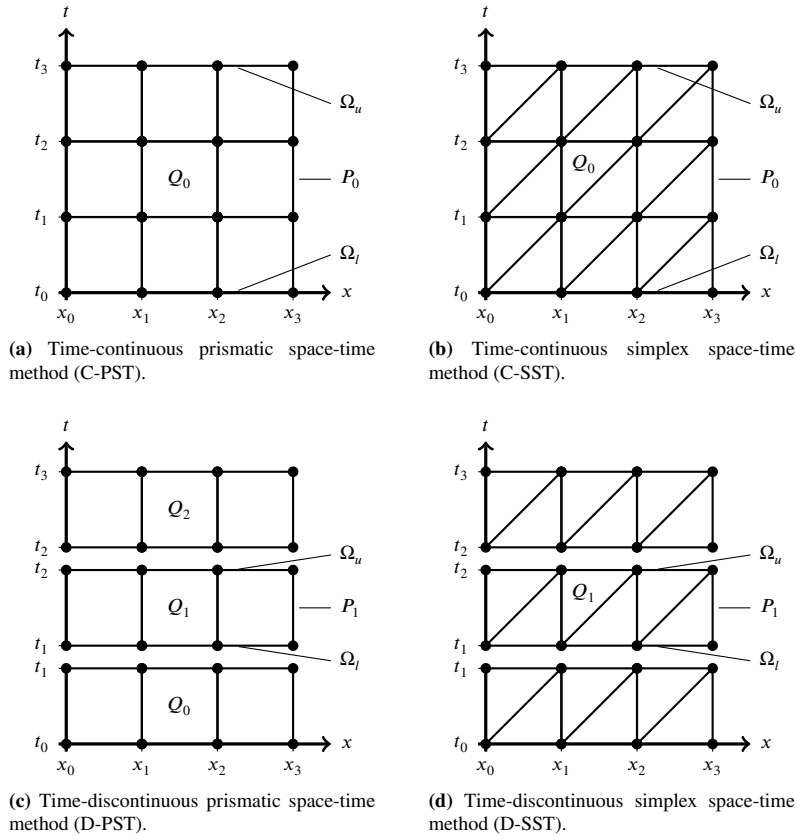 t
t
t₃
Ωᵤ
t₂
Q₀
P₀
t₁
Ωₗ
t₀
x
x₀ x₁ x₂ x₃
t₃
Ωᵤ
t₂
Q₀
P₀
t₁
Ωₗ
t₀
x
x₀ x₁ x₂ x₃
(a) Time-continuous prismatic space-time
method (C-PST).
(b) Time-continuous simplex space-time
method (C-SST).
t
t₃
Q₂
t₂
t₂
Ωᵤ
Q₁
P₁
t₁
t₁
Ωₗ
Q₀
t₀
x
x₀ x₁ x₂ x₃
t
t₃
t₂
t₂
Ωᵤ
Q₁
P₁
t₁
t₁
Ωₗ
t₀
x
x₀ x₁ x₂ x₃
(c) Time-discontinuous prismatic space-time
method (D-PST).
(d) Time-discontinuous simplex space-time
method (D-SST).